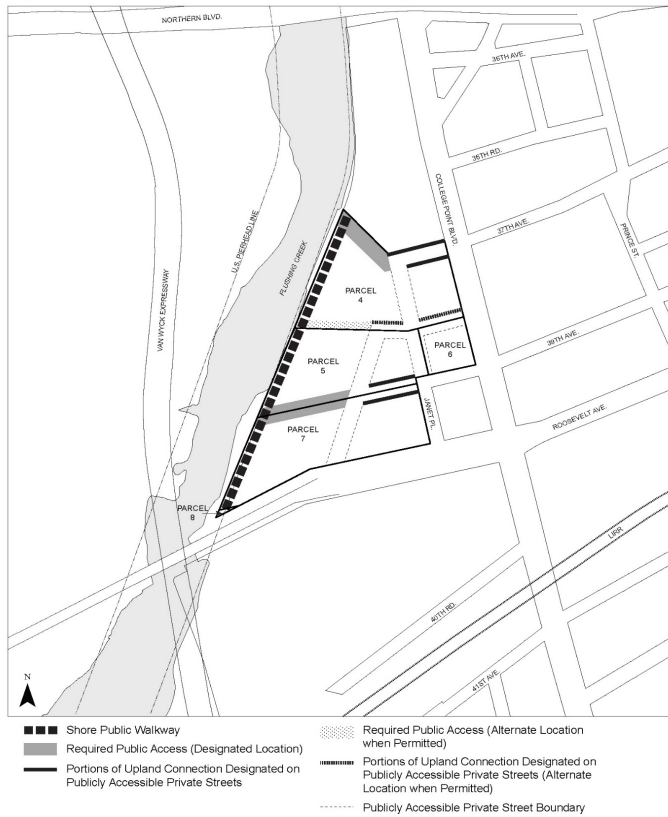 NORTHERN BLVD.
36TH AVE.
36TH RD.
COLLEGE POINT BLVD.
37TH AVE.
PRINCE ST.
U.S. PIERHEAD LINE
FLUSHING CREEK
VAN WYCK EXPRESSWAY
PARCEL
4
39TH AVE.
PARCEL
5
PARCEL
6
JANET PL.
ROOSEVELT AVE.
PARCEL
7
PARCEL
8
LIRR
40TH RD.
41ST AVE.
N
Shore Public Walkway
Required Public Access (Designated Location)
Portions of Upland Connection Designated on
Publicly Accessible Private Streets
Required Public Access (Alternate Location
when Permitted)
Portions of Upland Connection Designated on
Publicly Accessible Private Streets (Alternate
Location when Permitted)
Publicly Accessible Private Street Boundary